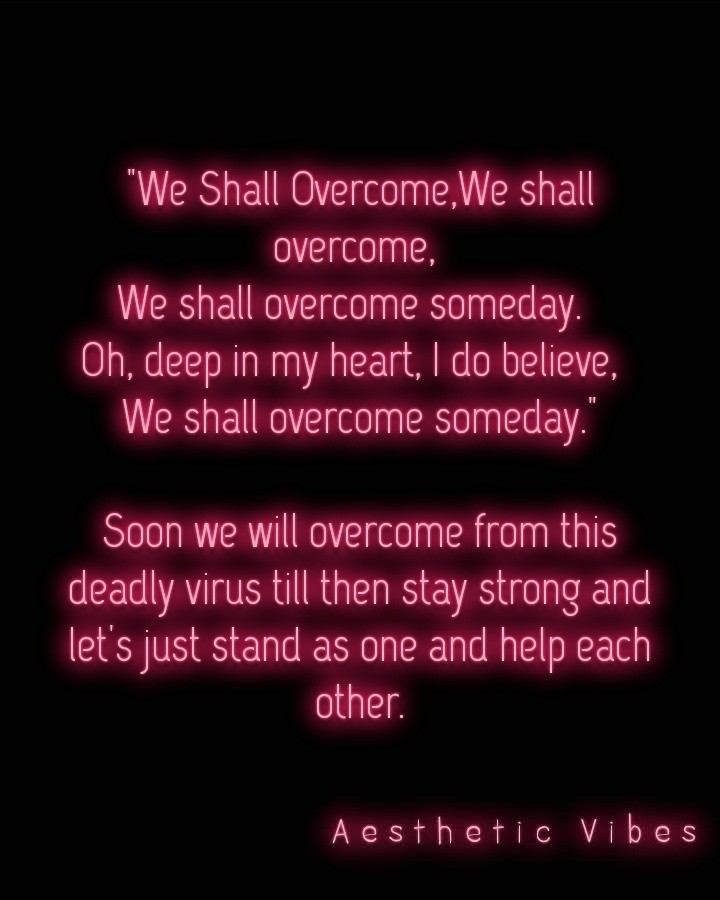 "We Shall Overcome,We shall
overcome,
We shall overcome someday.
Oh, deep in my heart, I do believe,
We shall overcome someday."
Soon we will overcome from this
deadly virus till then stay strong and
let's just stand as one and help each
other.
Aesthetic Vibes